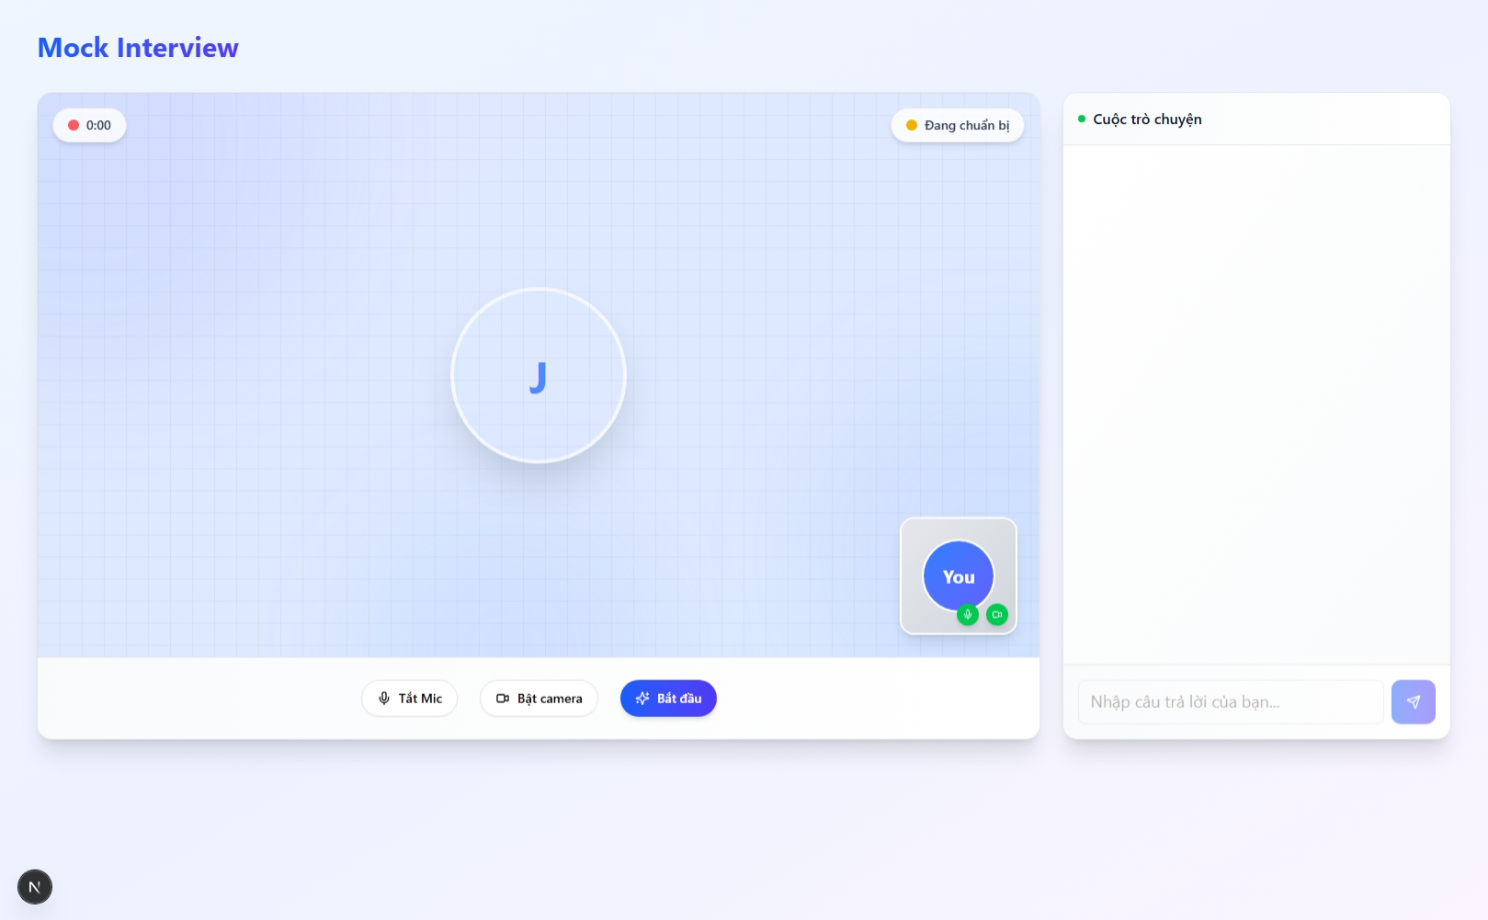 Mock Interview
0:00
Đang chuẩn bị
J
You
Tắt Mic
Bật camera
Bắt đầu
Cuộc trò chuyện
Nhập câu trả lời của bạn...
N